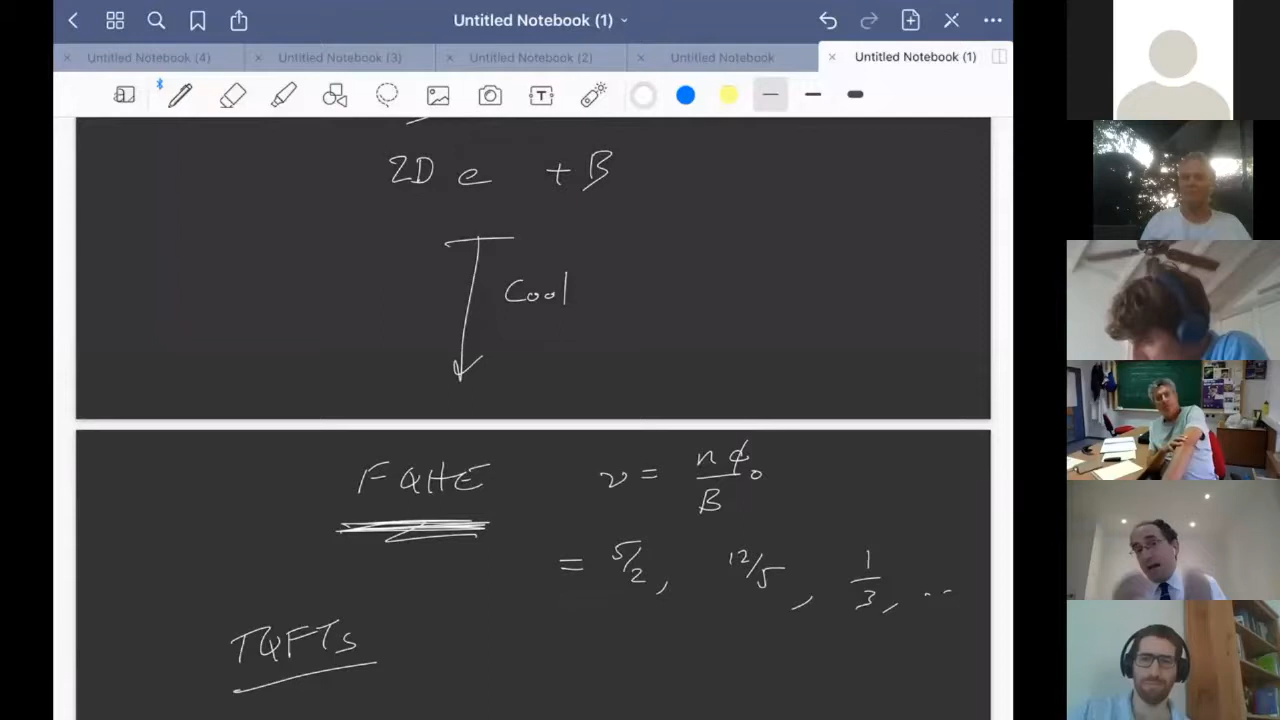 Untitled Notebook (1)
Untitled Notebook (4) Untitled Notebook (3) Untitled Notebook (2) Untitled Notebook Untitled Notebook (1)
T
2D e + B
Cool
FQHE ν = nϕ₀/B
= 5/2, 12/5, 1/3, ...
TQFTs